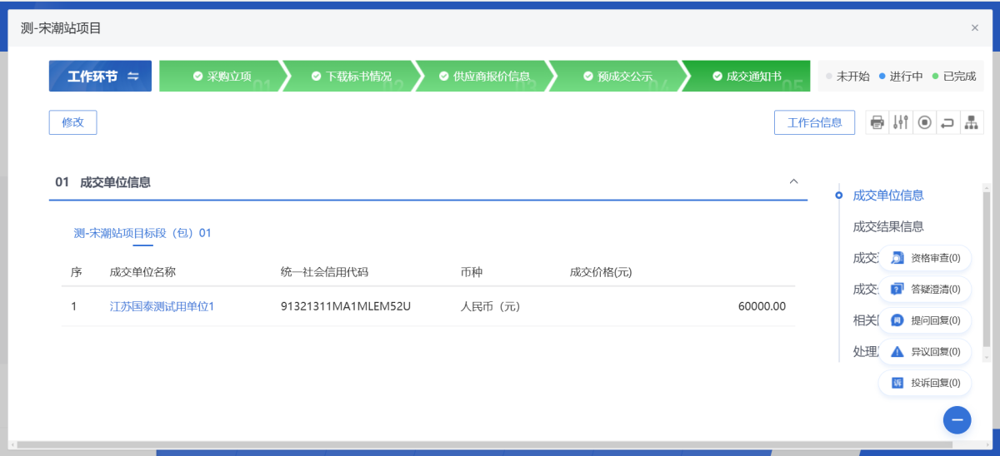 测-宋潮站项目
工作环节 采购立项 01 下载标书情况 02 供应商报价信息 03 预成交公示 04 成交通知书 05 未开始 进行中 已完成
修改 工作台信息
01 成交单位信息
成交单位信息
成交结果信息
测-宋潮站项目标段（包）01
成交 资格审查(0)
序 成交单位名称 统一社会信用代码 币种 成交价格(元)
成交 答疑澄清(0)
1 江苏国泰测试用单位1 91321311MA1MLEM52U 人民币（元） 60000.00
相关 提问回复(0)
处理 异议回复(0)
诉 投诉回复(0)